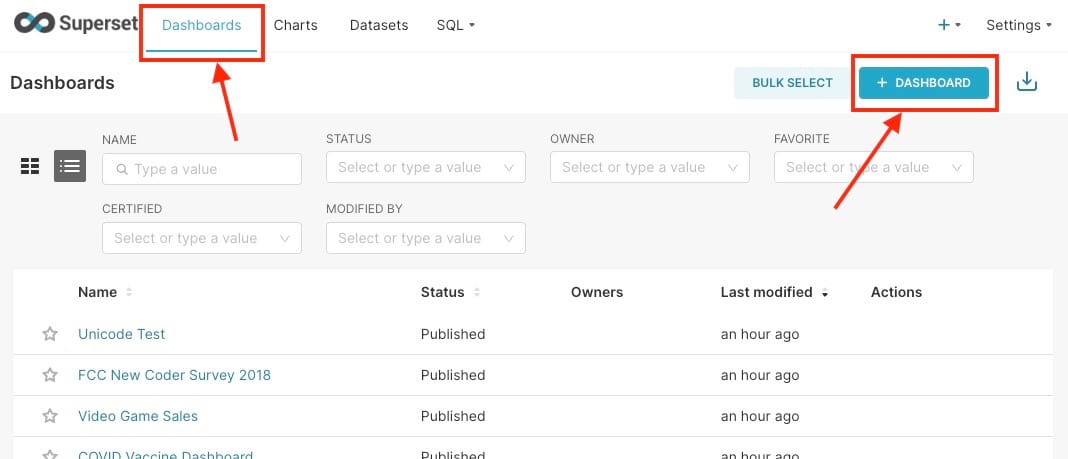 Superset Dashboards Charts Datasets SQL + Settings
Dashboards BULK SELECT + DASHBOARD
NAME STATUS OWNER FAVORITE
Type a value Select or type a value Select or type a value Select or type a value
CERTIFIED MODIFIED BY
Select or type a value Select or type a value
Name Status Owners Last modified Actions
Unicode Test Published an hour ago
FCC New Coder Survey 2018 Published an hour ago
Video Game Sales Published an hour ago
COVID Vaccine Dashboard Published an hour ago